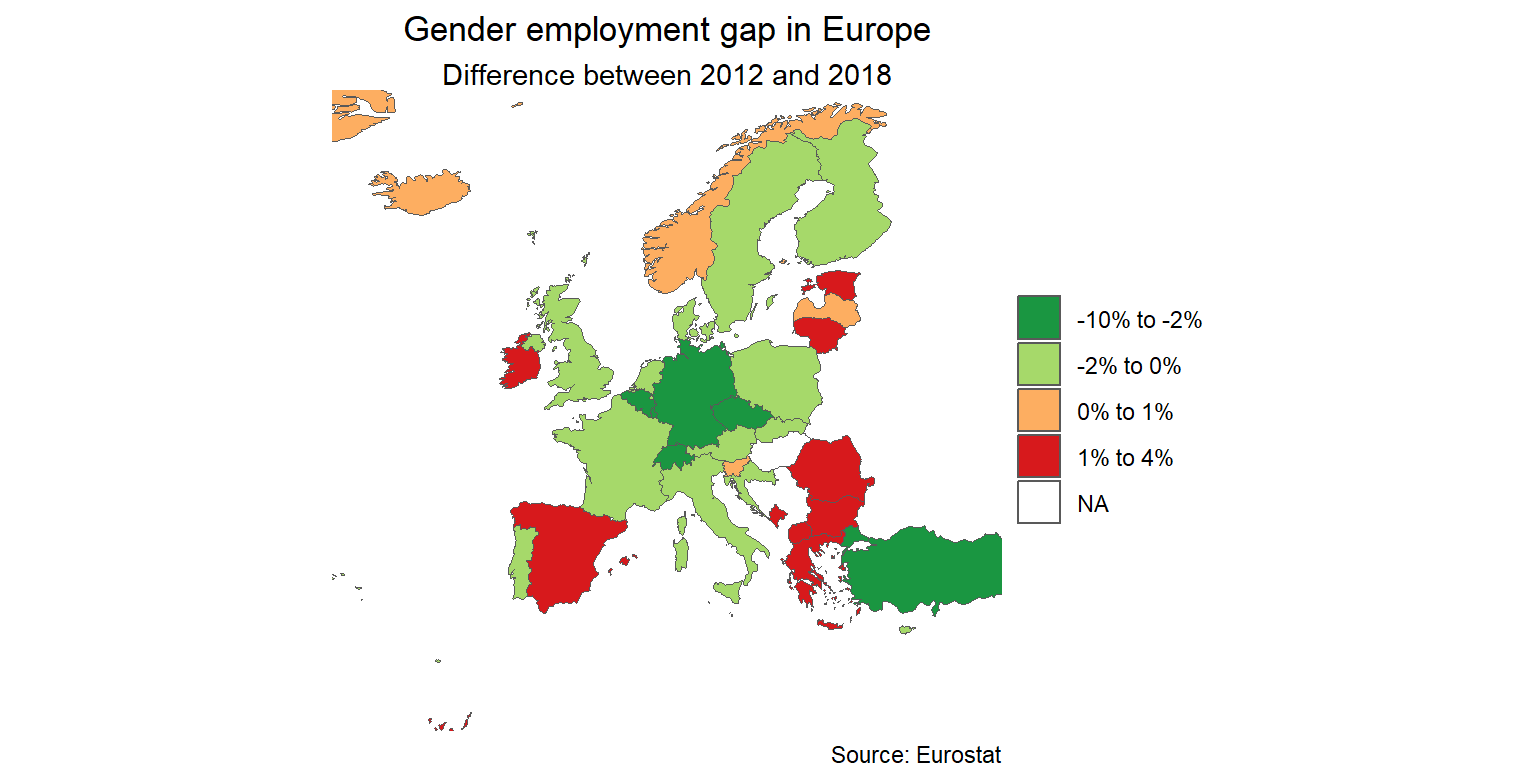 Gender employment gap in Europe
Difference between 2012 and 2018
-10% to -2%
-2% to 0%
0% to 1%
1% to 4%
NA
Source: Eurostat